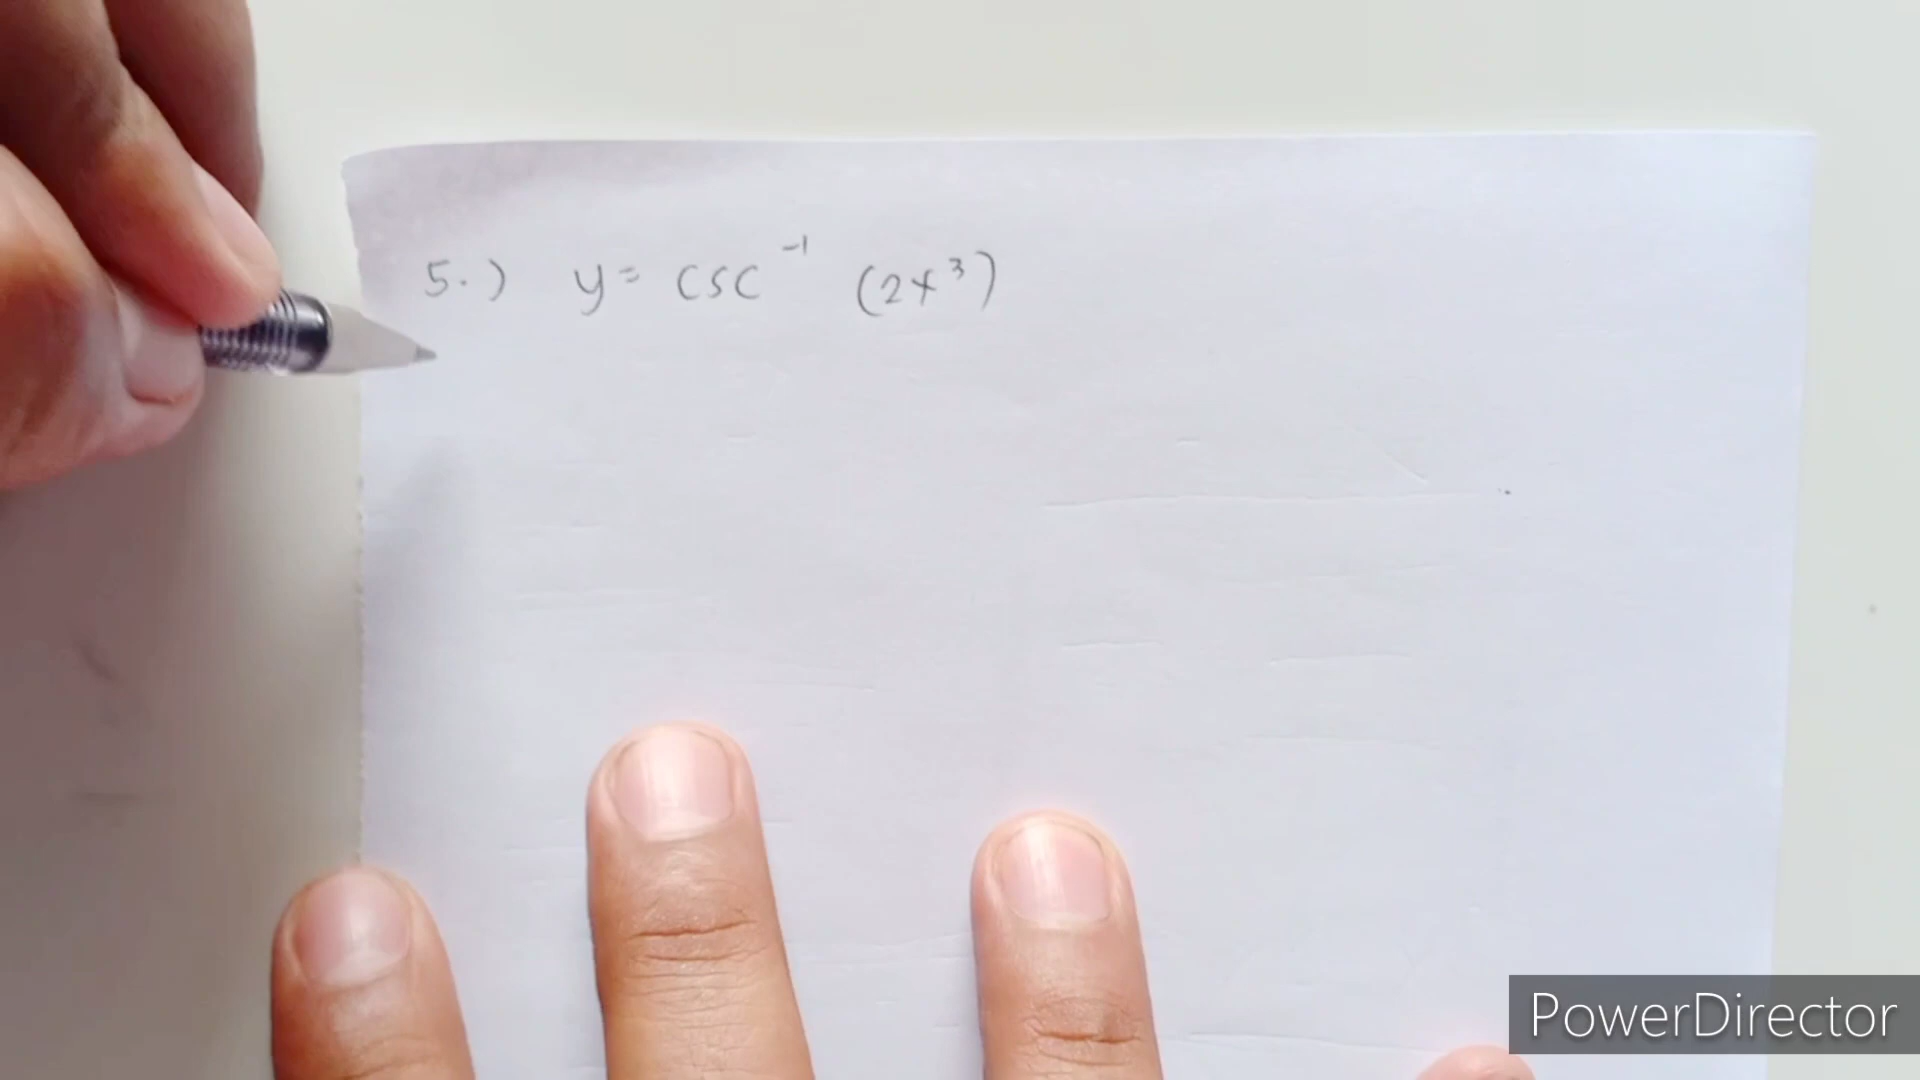 5.) y = csc⁻¹ (2x³)
PowerDirector